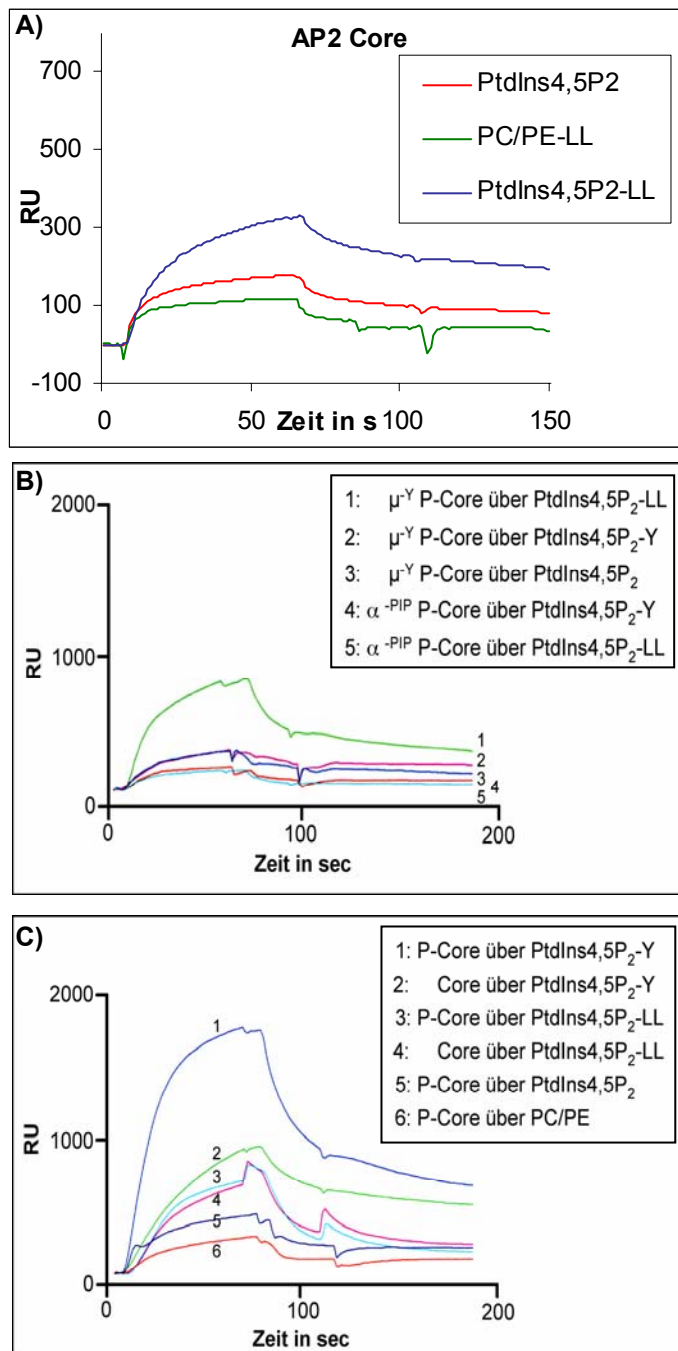 A)
AP2 Core
700
500
300
100
-100
RU
PtdIns4,5P2
PC/PE-LL
PtdIns4,5P2-LL
0 50 100 150
Zeit in s
B)
2000
1000
0
RU
1: µ-Y P-Core über PtdIns4,5P2-LL
2: µ-Y P-Core über PtdIns4,5P2-Y
3: µ-Y P-Core über PtdIns4,5P2
4: α -PIP P-Core über PtdIns4,5P2-Y
5: α -PIP P-Core über PtdIns4,5P2-LL
1
2
3
4
5
0 100 200
Zeit in sec
C)
2000
1000
0
RU
1: P-Core über PtdIns4,5P2-Y
2: Core über PtdIns4,5P2-Y
3: P-Core über PtdIns4,5P2-LL
4: Core über PtdIns4,5P2-LL
5: P-Core über PtdIns4,5P2
6: P-Core über PC/PE
1
2
3
4
5
6
0 100 200
Zeit in sec